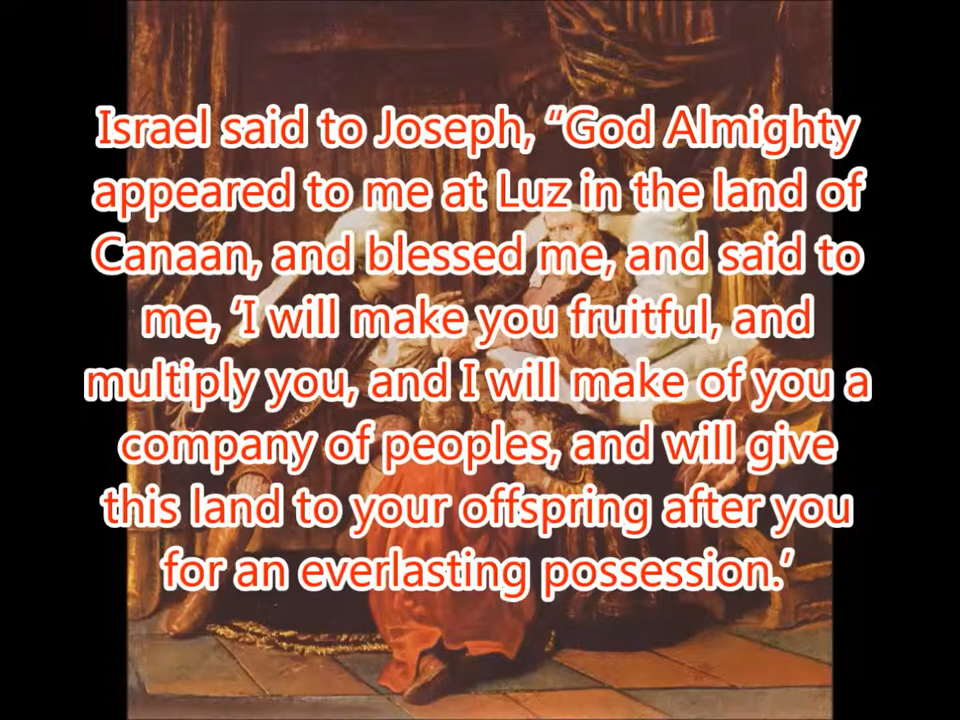 Israel said to Joseph, “God Almighty
appeared to me at Luz in the land of
Canaan, and blessed me, and said to
me, ‘I will make you fruitful, and
multiply you, and I will make of you a
company of peoples, and will give
this land to your offspring after you
for an everlasting possession.’